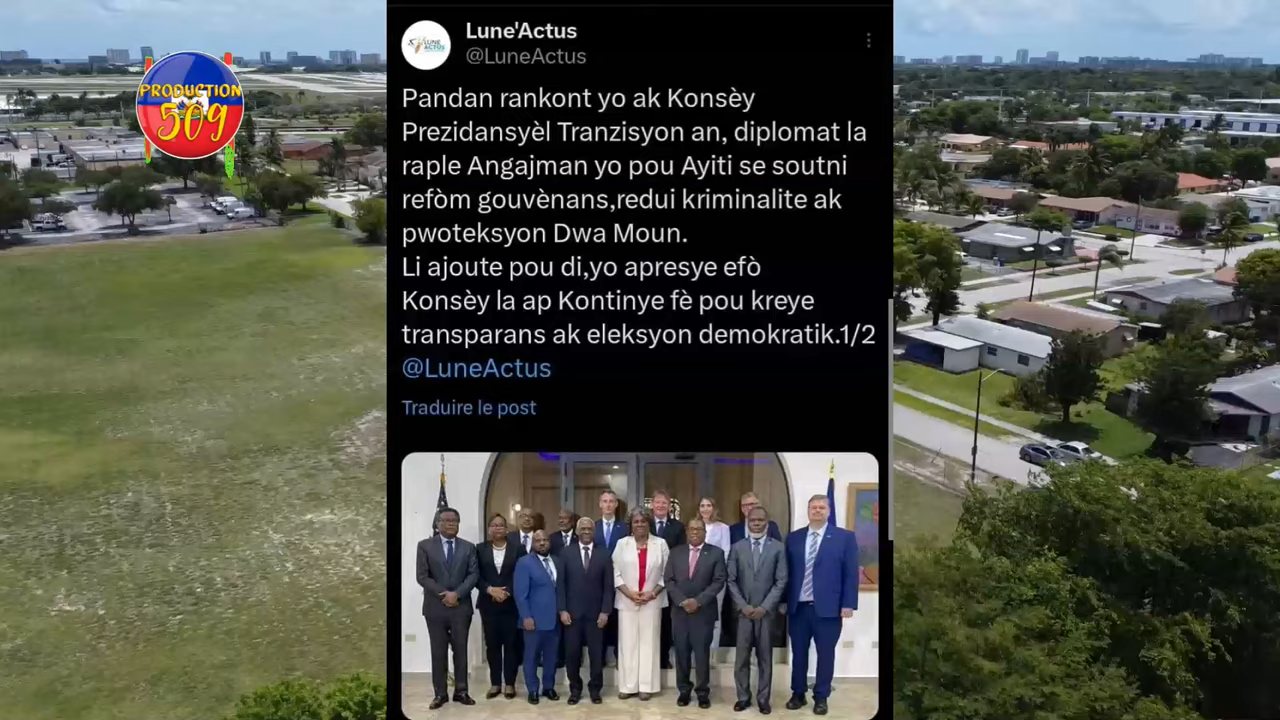 PRODUCTION
509
Lune'Actus
@LuneActus
Pandan rankont yo ak Konsèy
Prezidansyèl Tranzisyon an, diplomat la
raple Angajman yo pou Ayiti se soutni
refòm gouvènans,redui kriminalite ak
pwoteksyon Dwa Moun.
Li ajoute pou di,yo apresye efò
Konsèy la ap Kontinye fè pou kreye
transparans ak eleksyon demokratik.1/2
@LuneActus
Traduire le post